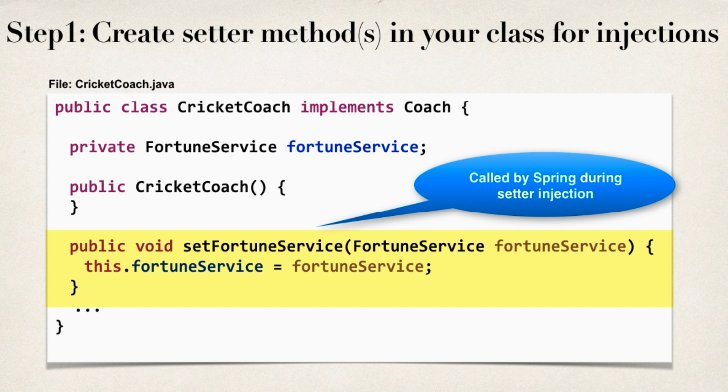 Step1: Create setter method(s) in your class for injections
File: CricketCoach.java
public class CricketCoach implements Coach {
private FortuneService fortuneService;
public CricketCoach() {
}
Called by Spring during
setter injection
public void setFortuneService(FortuneService fortuneService) {
this.fortuneService = fortuneService;
}
...
}